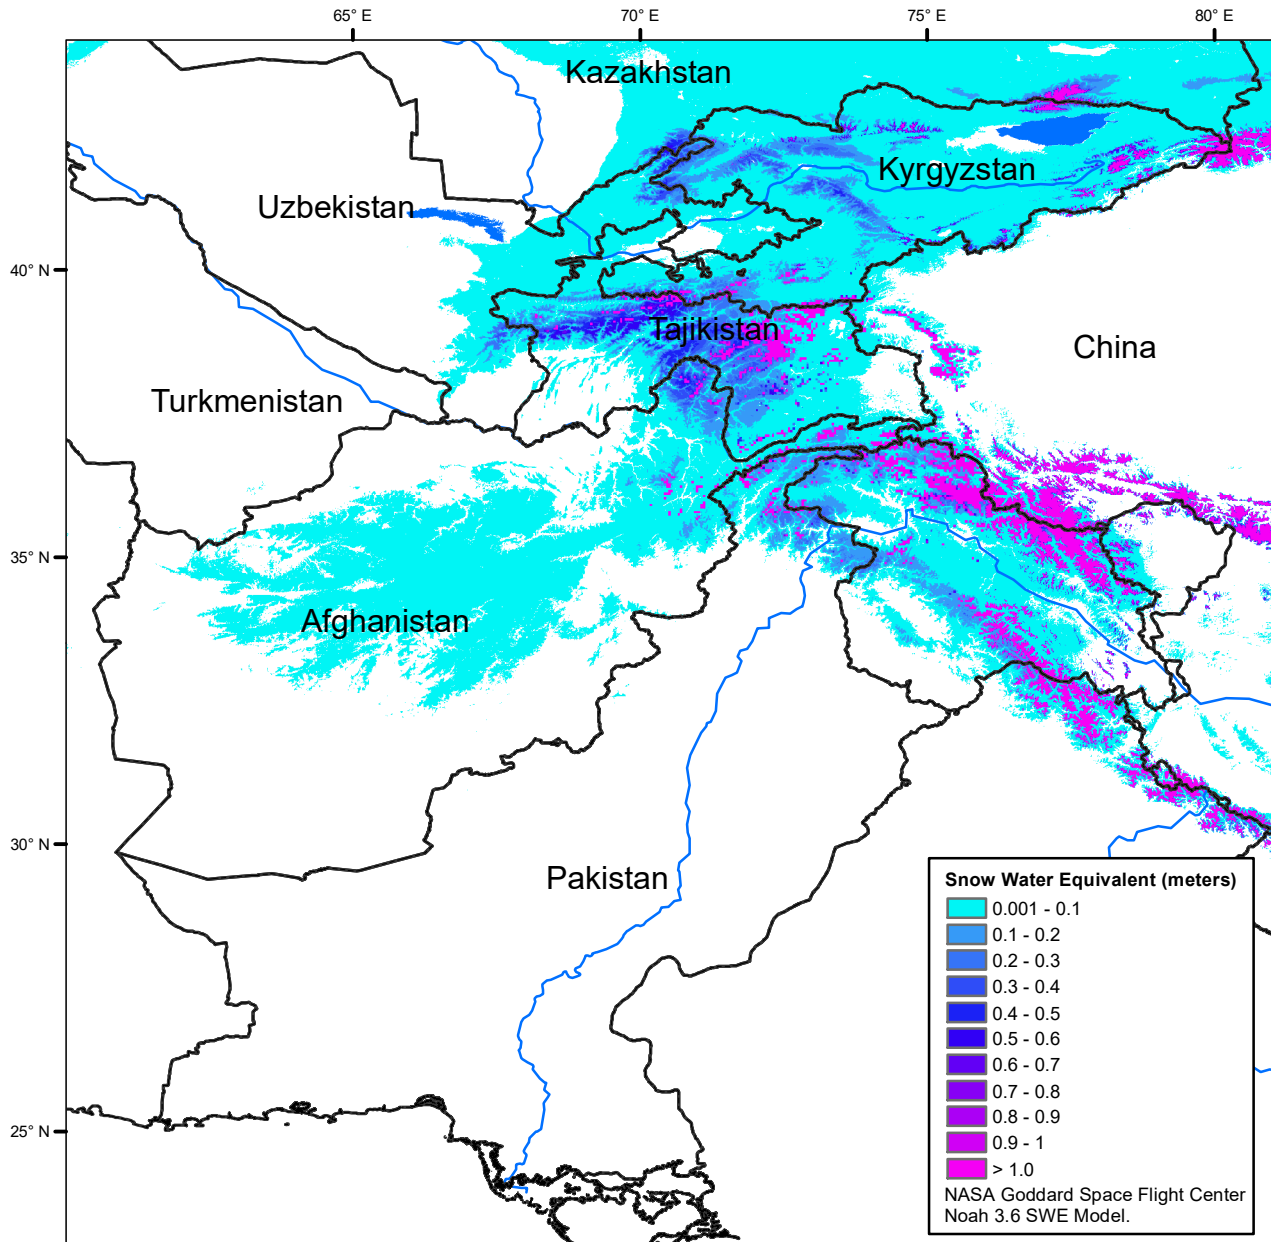 65° E
70° E
75° E
80° E
Kazakhstan
Kyrgyzstan
Uzbekistan
40° N
Tajikistan
China
Turkmenistan
35° N
Afghanistan
30° N
Pakistan
25° N
Snow Water Equivalent (meters)
0.001 - 0.1
0.1 - 0.2
0.2 - 0.3
0.3 - 0.4
0.4 - 0.5
0.5 - 0.6
0.6 - 0.7
0.7 - 0.8
0.8 - 0.9
0.9 - 1
> 1.0
NASA Goddard Space Flight Center
Noah 3.6 SWE Model.